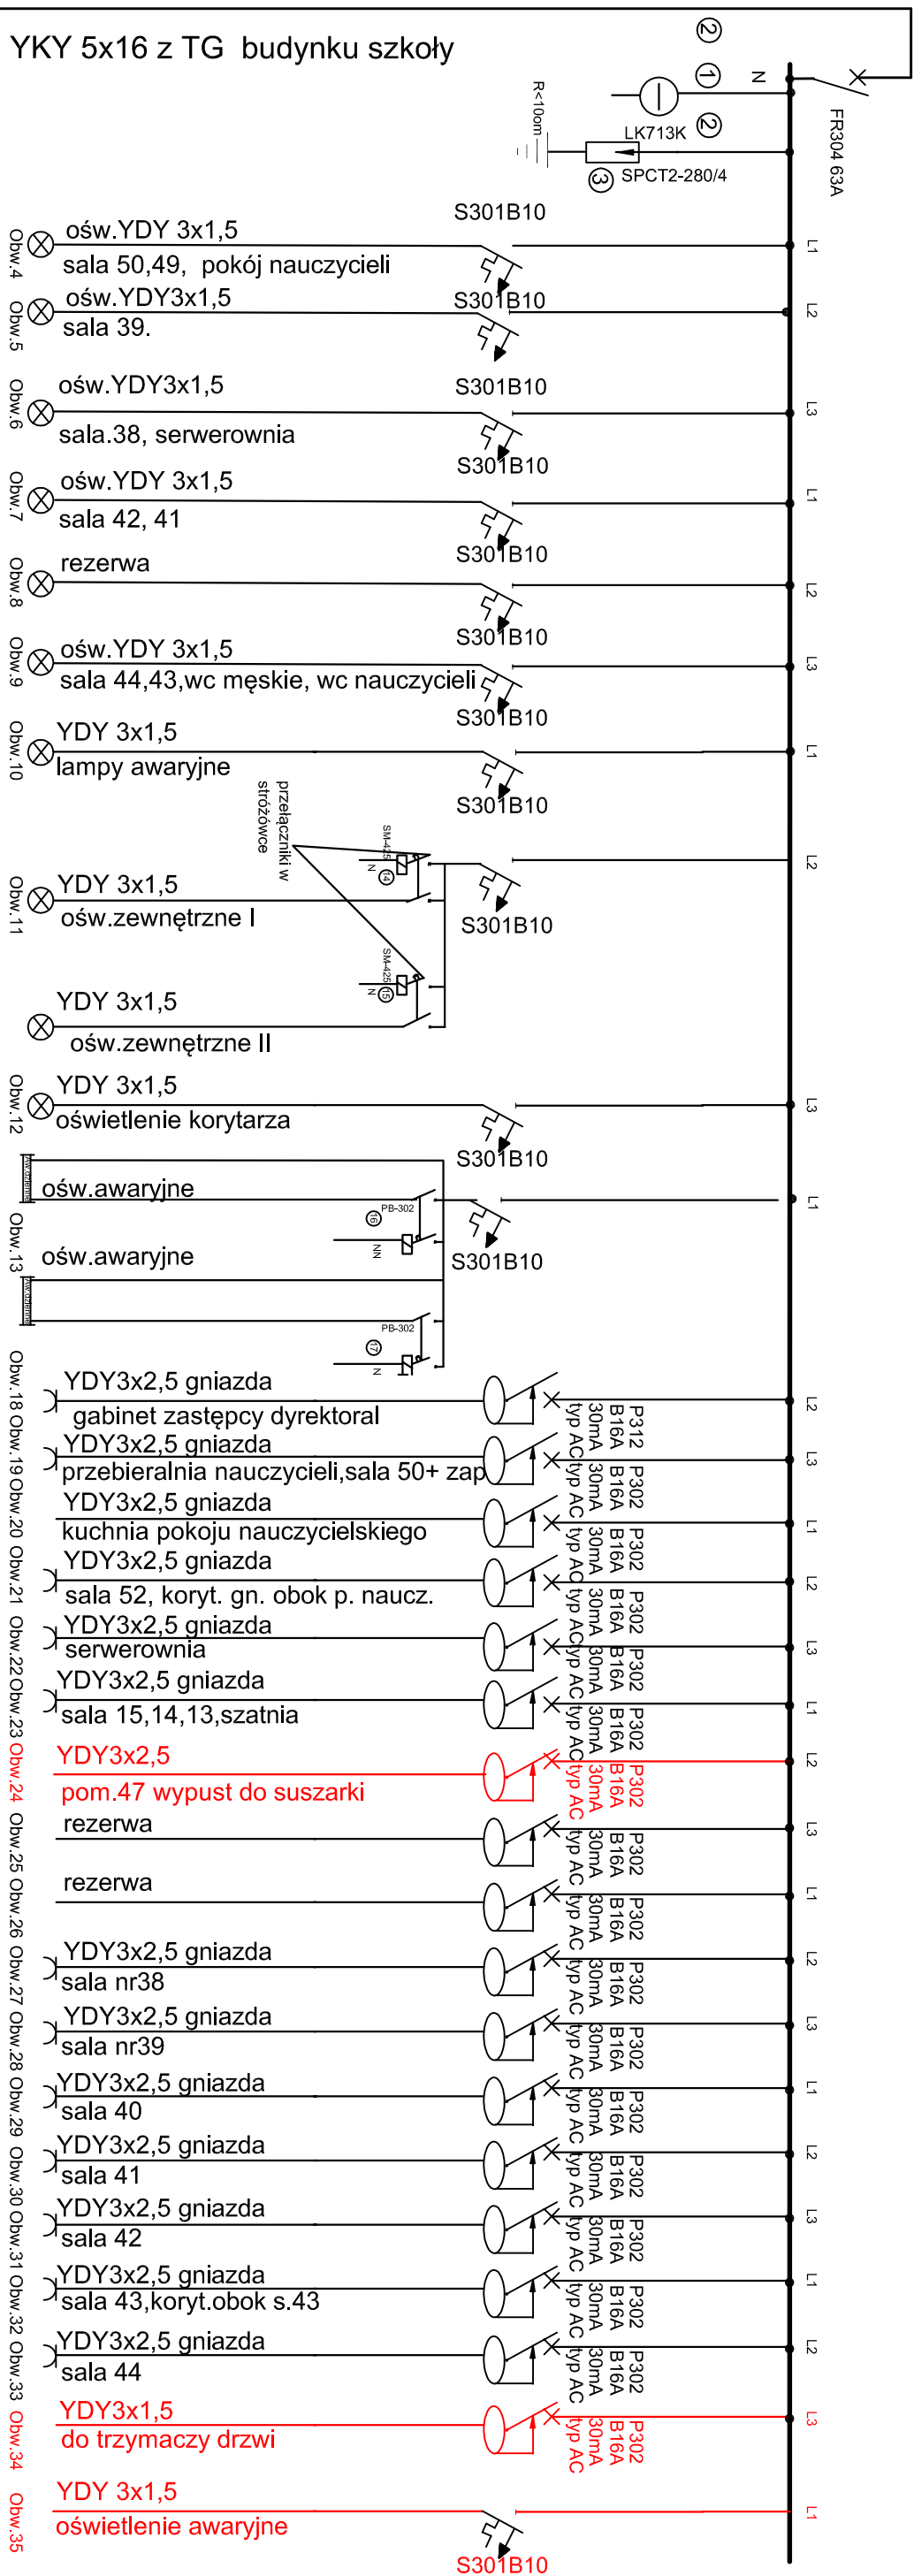 YKY 5x16 z TG  budynku szkoły
2
1
N
2
FR304 63A
R<10om
LK713K
3
SPCT2-280/4
S301B10
ośw.YDY 3x1,5
L1
Obw.4
sala 50,49,  pokój nauczycieli
ośw.YDY3x1,5
S301B10
L2
Obw.5
sala 39.
ośw.YDY3x1,5
S301B10
L3
Obw.6
sala.38, serwerownia
S301B10
ośw.YDY 3x1,5
L1
Obw.7
sala 42, 41
S301B10
rezerwa
L2
Obw.8
S301B10
ośw.YDY 3x1,5
L3
Obw.9
sala 44,43,wc męskie, wc nauczycieli
S301B10
YDY 3x1,5
L1
Obw.10
lampy awaryjne
S301B10
przełączniki w
stróżówce
SM-425
14
N
L2
YDY 3x1,5
Obw.11
ośw.zewnętrzne I
S301B10
SM-425
15
N
YDY 3x1,5
ośw.zewnętrzne II
YDY 3x1,5
L3
Obw.12
oświetlenie korytarza
S301B10
ośw.awaryjne
PB-302
16
NN
L1
Obw.13
S301B10
ośw.awaryjne
PB-302
17
N
Obw.18
YDY3x2,5 gniazda
gabinet zastępcy dyrektoral
P312
B16A
30mA
typ AC
L2
Obw.19
YDY3x2,5 gniazda
przebieralnia nauczycieli,sala 50+ zap
P302
B16A
30mA
typ AC
L3
Obw.20
YDY3x2,5 gniazda
kuchnia pokoju nauczycielskiego
P302
B16A
30mA
typ AC
L1
Obw.21
YDY3x2,5 gniazda
sala 52, koryt. gn. obok p. naucz.
P302
B16A
30mA
typ AC
L2
Obw.22
YDY3x2,5 gniazda
serwerownia
P302
B16A
30mA
typ AC
L3
Obw.23
YDY3x2,5 gniazda
sala 15,14,13,szatnia
P302
B16A
30mA
typ AC
L1
Obw.24
YDY3x2,5
pom.47 wypust do suszarki
P302
B16A
30mA
typ AC
L2
Obw.25
rezerwa
P302
B16A
30mA
typ AC
L3
Obw.26
rezerwa
P302
B16A
30mA
typ AC
L1
Obw.27
YDY3x2,5 gniazda
sala nr38
P302
B16A
30mA
typ AC
L2
Obw.28
YDY3x2,5 gniazda
sala nr39
P302
B16A
30mA
typ AC
L3
Obw.29
YDY3x2,5 gniazda
sala 40
P302
B16A
30mA
typ AC
L1
Obw.30
YDY3x2,5 gniazda
sala 41
P302
B16A
30mA
typ AC
L2
Obw.31
YDY3x2,5 gniazda
sala 42
P302
B16A
30mA
typ AC
L3
Obw.32
YDY3x2,5 gniazda
sala 43,koryt.obok s.43
P302
B16A
30mA
typ AC
L1
Obw.33
YDY3x2,5 gniazda
sala 44
P302
B16A
30mA
typ AC
L2
Obw.34
YDY3x1,5
do trzymaczy drzwi
P302
B16A
30mA
typ AC
L3
Obw.35
YDY 3x1,5
oświetlenie awaryjne
L1
S301B10